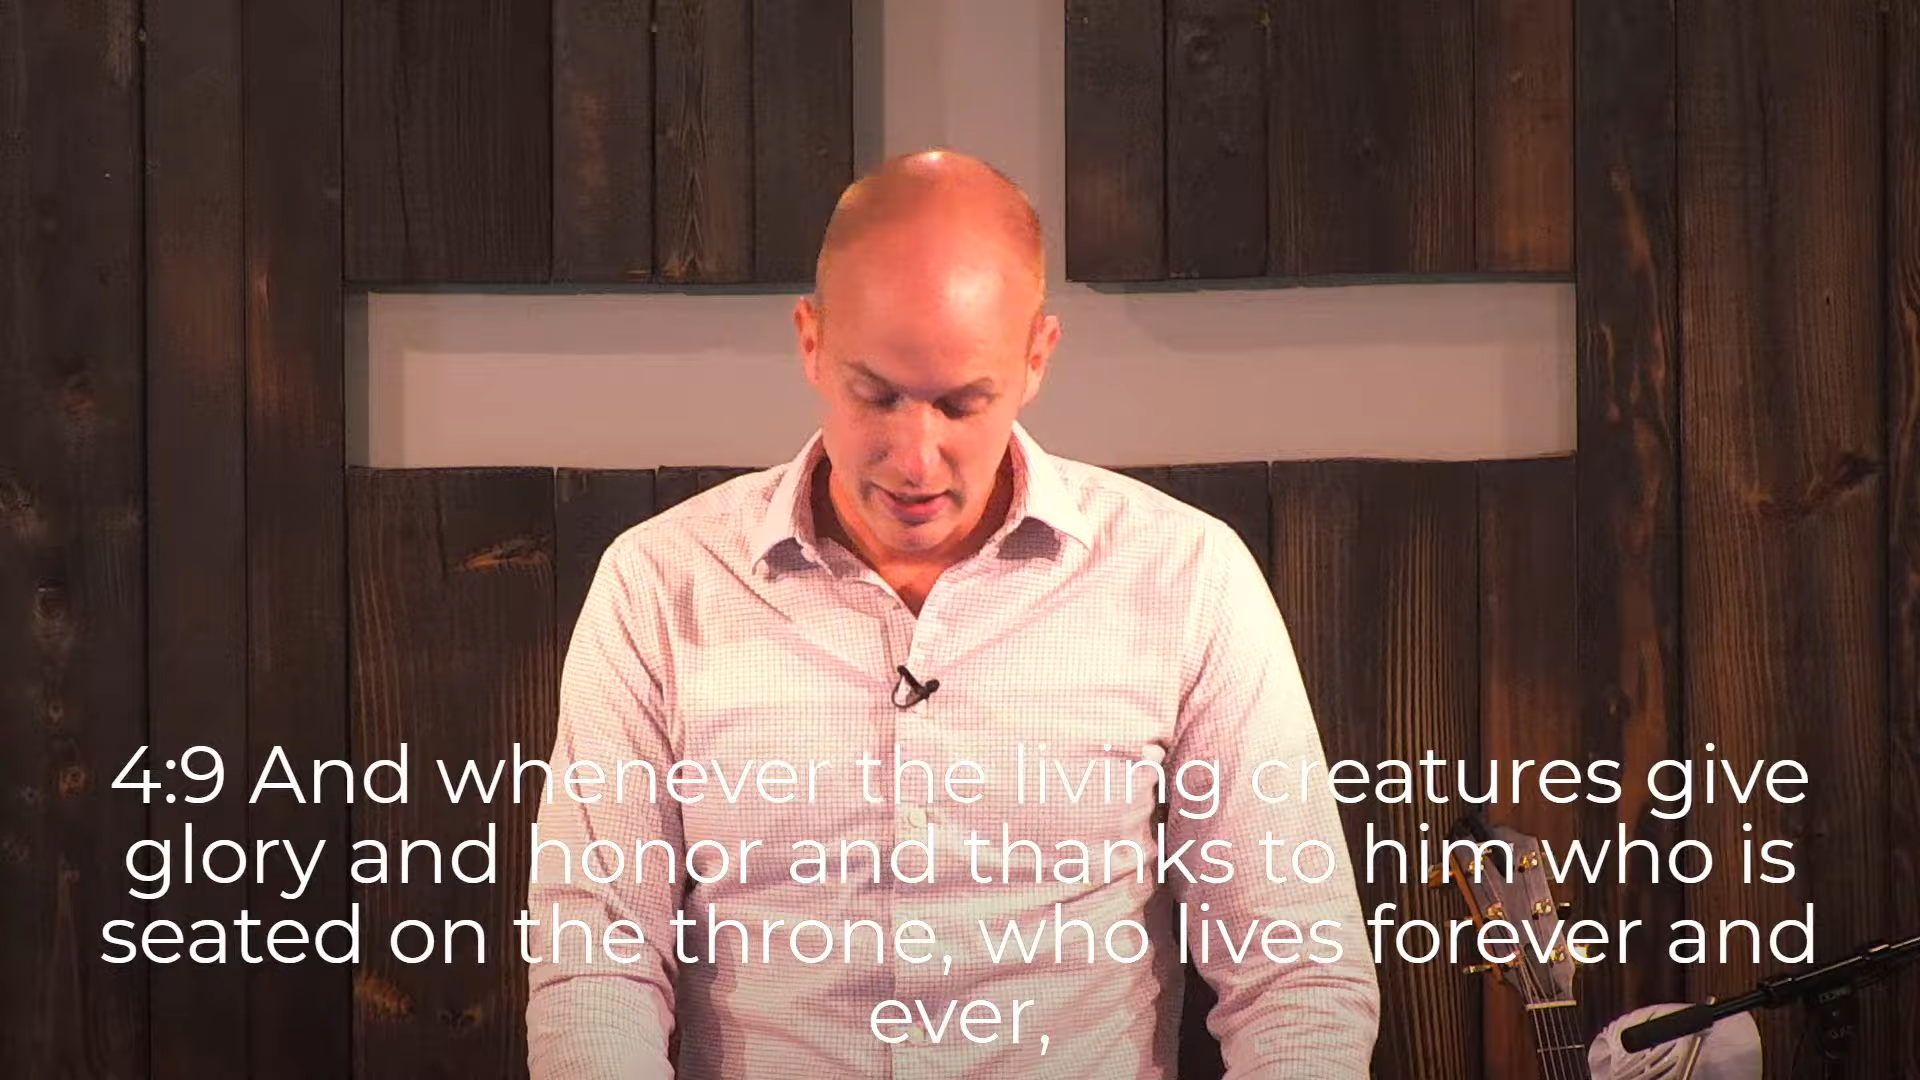 4:9 And whenever the living creatures give
glory and honor and thanks to him who is
seated on the throne, who lives forever and
ever,